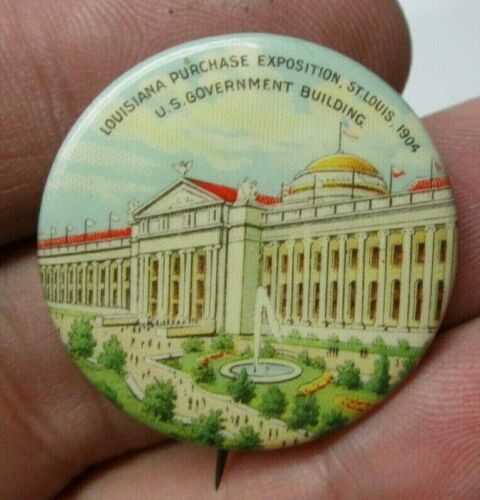 LOUISIANA PURCHASE EXPOSITION, ST. LOUIS, 1904
U.S. GOVERNMENT BUILDING